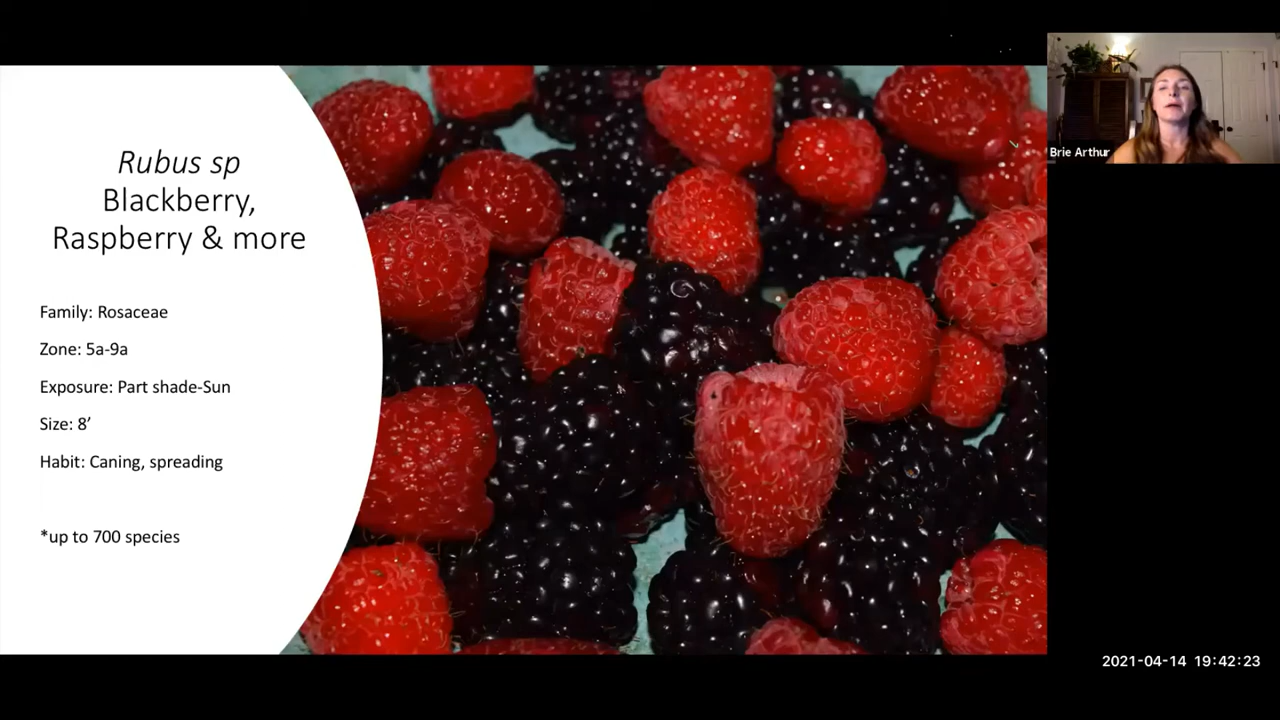 Rubus sp
Blackberry,
Raspberry & more
Family: Rosaceae
Zone: 5a-9a
Exposure: Part shade-Sun
Size: 8’
Habit: Caning, spreading
*up to 700 species
Brie Arthur
2021-04-14 19:42:23